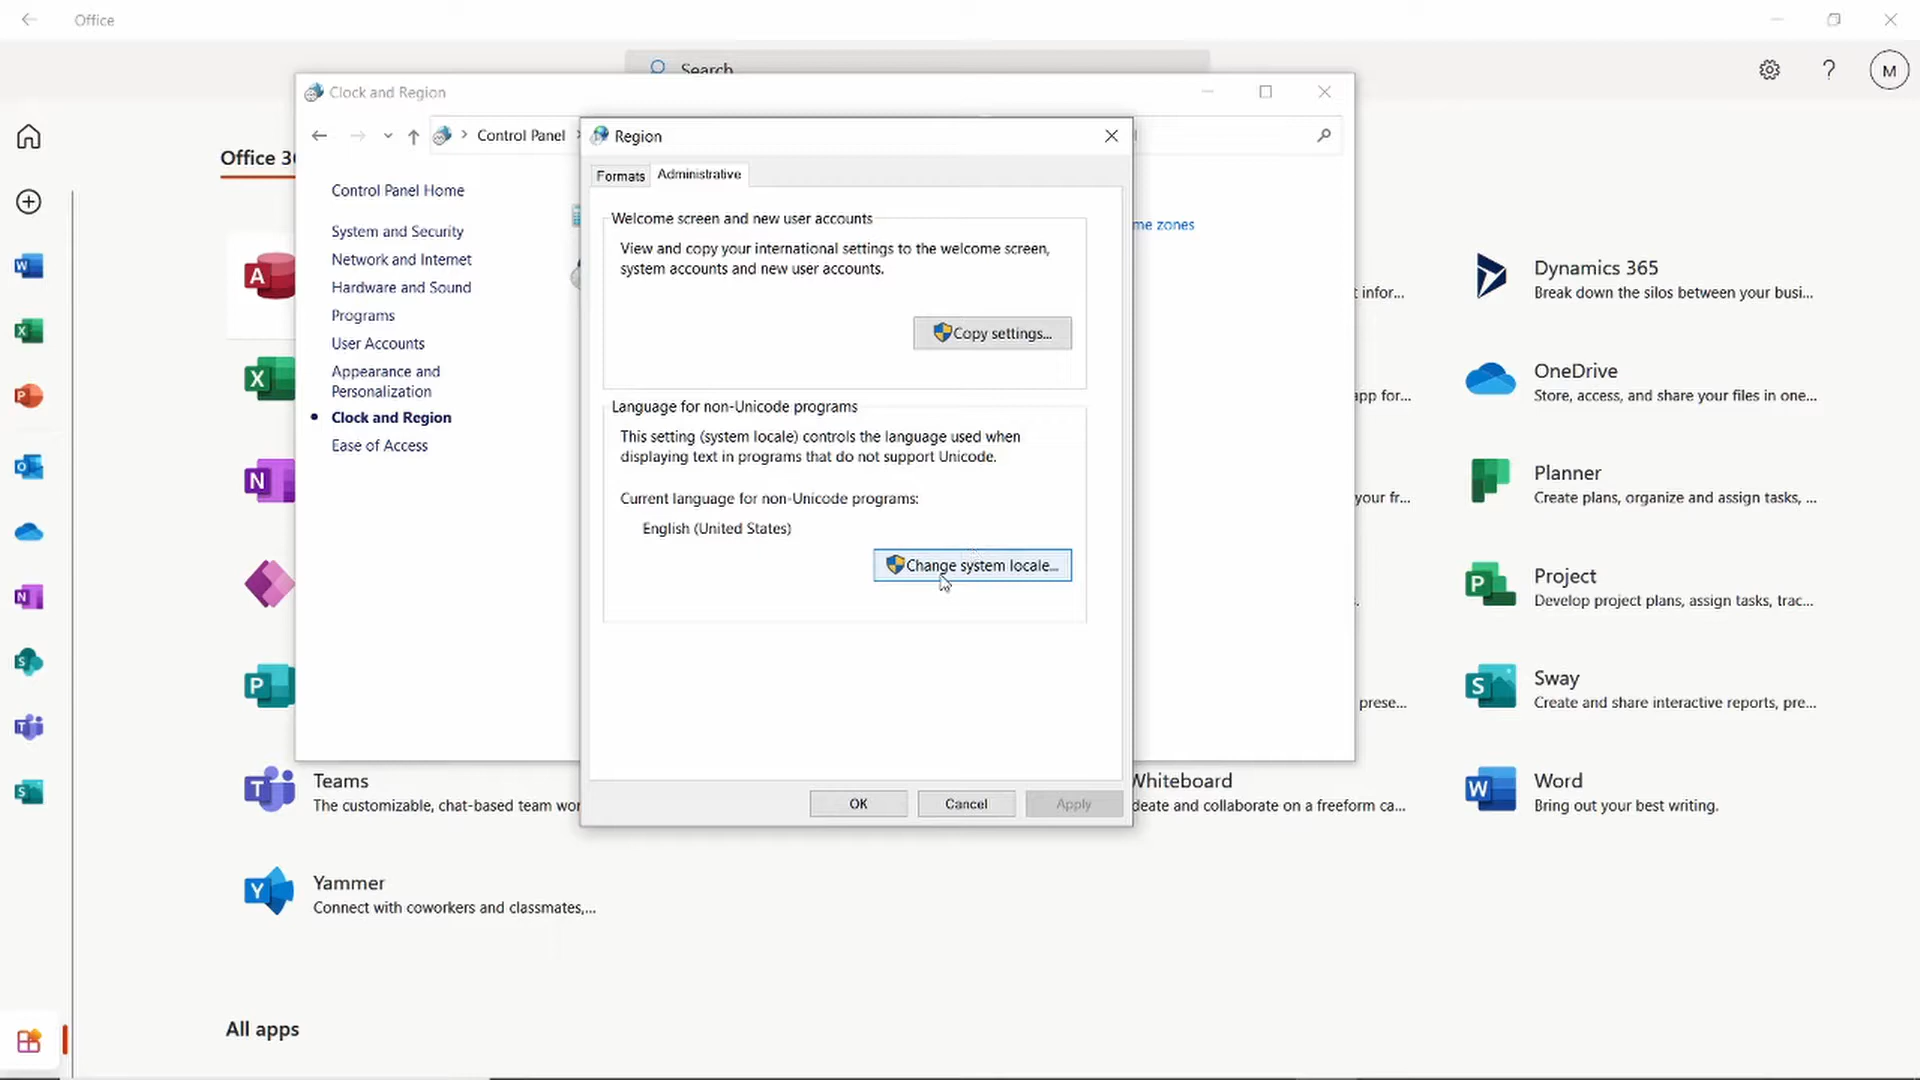 Office
Search
M
Clock and Region
Control Panel
Region
Formats
Administrative
Office 3
Control Panel Home
System and Security
Network and Internet
Hardware and Sound
Programs
User Accounts
Appearance and
Personalization
Clock and Region
Ease of Access
Welcome screen and new user accounts
View and copy your international settings to the welcome screen,
system accounts and new user accounts.
Copy settings...
Language for non-Unicode programs
This setting (system locale) controls the language used when
displaying text in programs that do not support Unicode.
Current language for non-Unicode programs:
English (United States)
Change system locale...
OK
Cancel
Apply
me zones
t infor...
app for...
your fr...
prese...
Dynamics 365
Break down the silos between your busi...
OneDrive
Store, access, and share your files in one...
Planner
Create plans, organize and assign tasks, ...
Project
Develop project plans, assign tasks, trac...
Sway
Create and share interactive reports, pre...
Teams
The customizable, chat-based team wor
Whiteboard
deate and collaborate on a freeform ca...
Word
Bring out your best writing.
Yammer
Connect with coworkers and classmates,...
All apps